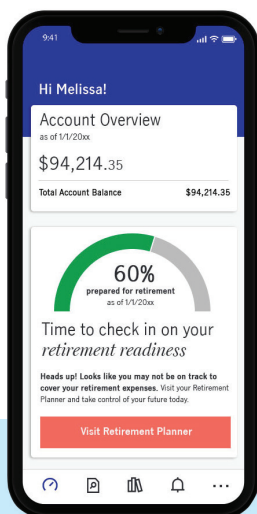 9:41
Hi Melissa!
Account Overview
as of 1/1/20xx
$94,214.35
Total Account Balance $94,214.35
60%
prepared for retirement
as of 1/1/20xx
Time to check in on your
retirement readiness
Heads up! Looks like you may not be on track to
cover your retirement expenses. Visit your Retirement
Planner and take control of your future today.
Visit Retirement Planner